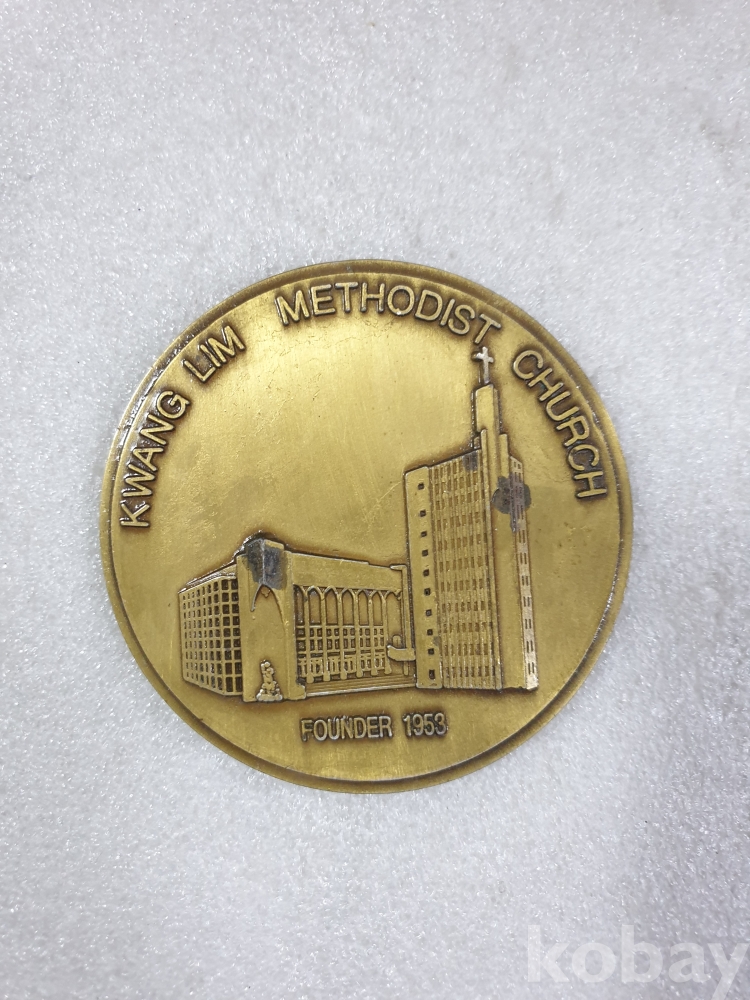 KWANG LIM METHODIST CHURCH
FOUNDER 1953
kobay